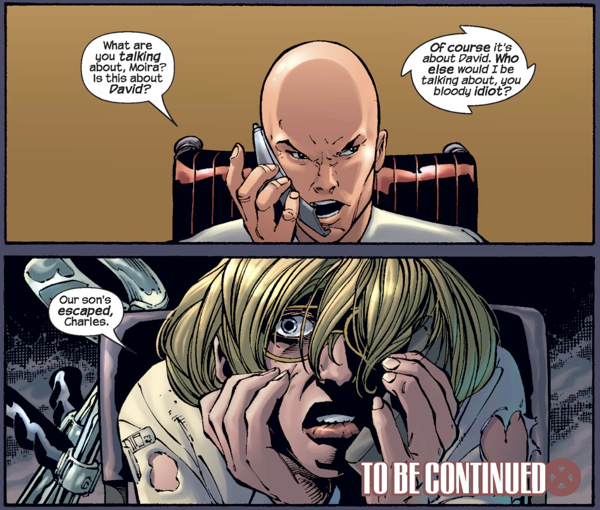 What are
you talking
about, Moira?
Is this about
David?
Of course it's
about David. Who
else would I be
talking about, you
bloody idiot?
Our son's
escaped,
Charles.
TO BE CONTINUED